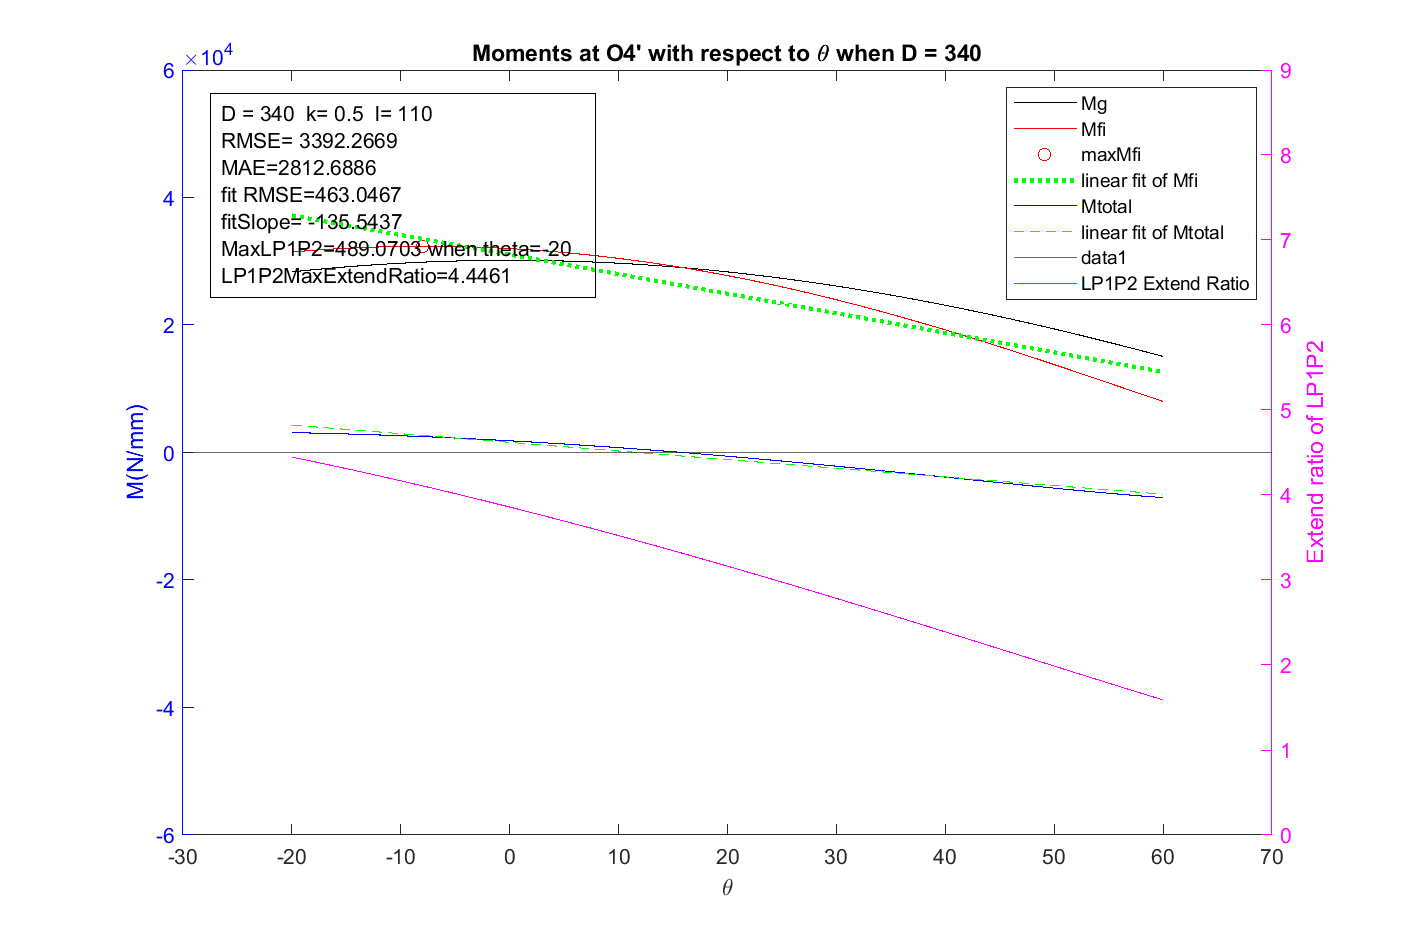 Moments at O4' with respect to θ when D = 340
×10^4
6
4
2
0
-2
-4
-6
M(N/mm)
D = 340  k= 0.5  l= 110
RMSE= 3392.2669
MAE=2812.6886
fit RMSE=463.0467
fitSlope= -135.5437
MaxLP1P2=489.0703 when theta=-20
LP1P2MaxExtendRatio=4.4461
Mg
Mfi
maxMfi
linear fit of Mfi
Mtotal
linear fit of Mtotal
data1
LP1P2 Extend Ratio
9
8
7
6
5
4
3
2
1
0
Extend ratio of LP1P2
-30 -20 -10 0 10 20 30 40 50 60 70
θ